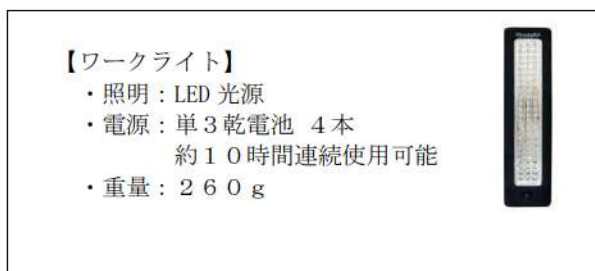 【ワークライト】
・照明：LED 光源
・電源：単３乾電池 ４本
約１０時間連続使用可能
・重量：２６０ｇ